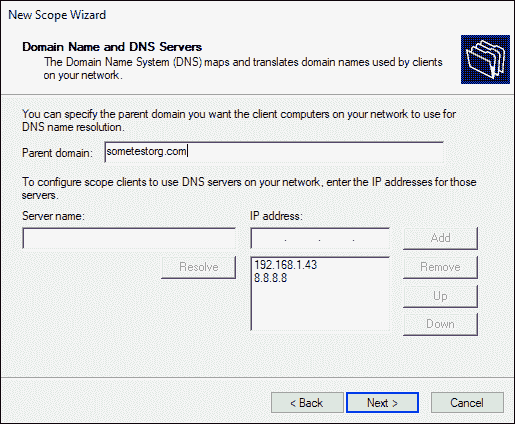 New Scope Wizard
Domain Name and DNS Servers
The Domain Name System (DNS) maps and translates domain names used by clients
on your network.
You can specify the parent domain you want the client computers on your network to use for
DNS name resolution.
Parent domain: sometestorg.com
To configure scope clients to use DNS servers on your network, enter the IP addresses for those
servers.
Server name: IP address:
. . . Add
Resolve 192.168.1.43 Remove
8.8.8.8
Up
Down
< Back Next > Cancel